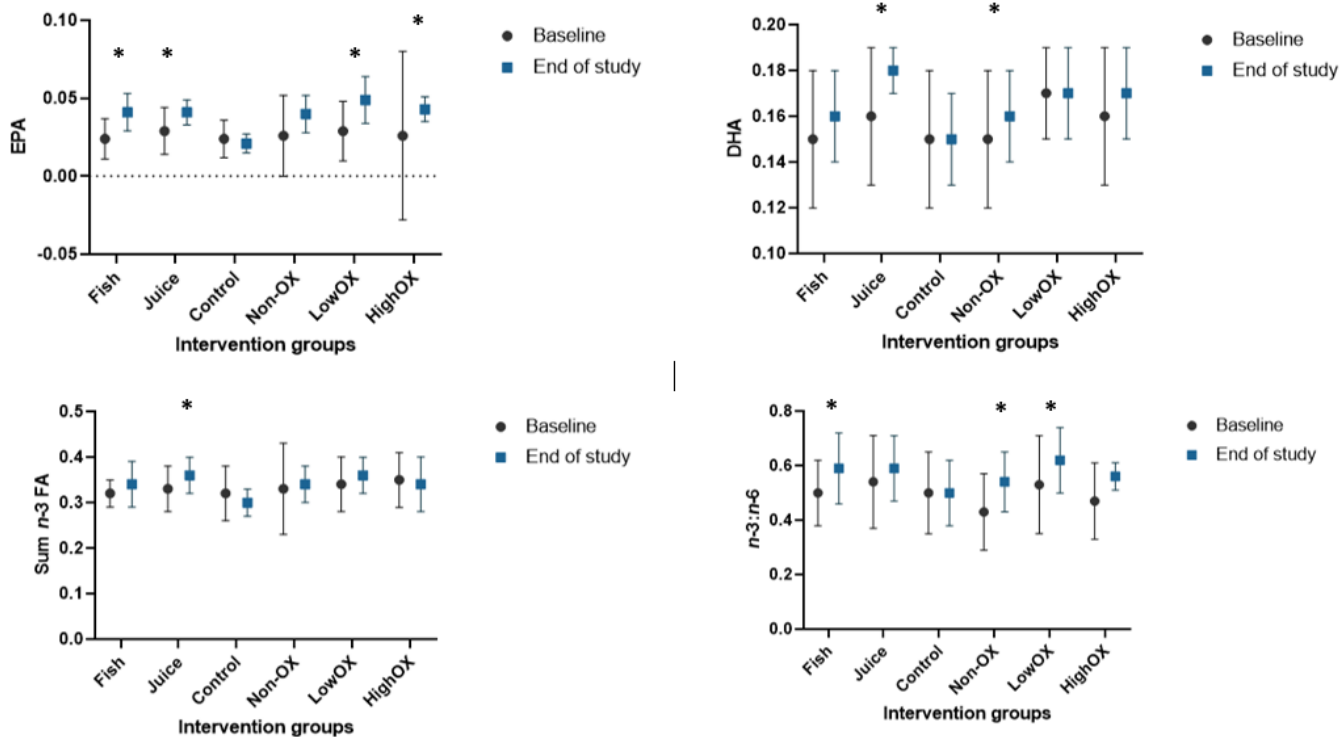 0.10
0.05
0.00
-0.05
EPA
* * * *
Fish Juice Control Non-OX LowOX HighOX
Intervention groups
Baseline
End of study
0.20
0.18
0.16
0.14
0.12
0.10
DHA
* *
Fish Juice Control Non-OX LowOX HighOX
Intervention groups
Baseline
End of study
0.5
0.4
0.3
0.2
0.1
0.0
Sum n-3 FA
*
Fish Juice Control Non-OX LowOX HighOX
Intervention groups
Baseline
End of study
0.8
0.6
0.4
0.2
0.0
n-3:n-6
* * *
Fish Juice Control Non-OX LowOX HighOX
Intervention groups
Baseline
End of study